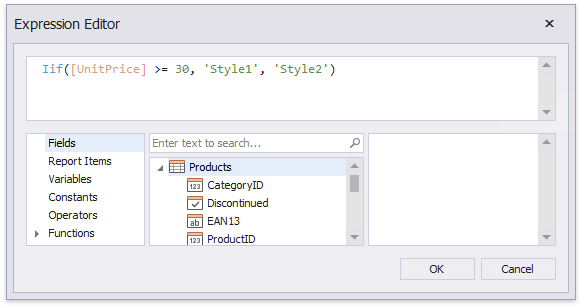 Expression Editor
Iif([UnitPrice] >= 30, 'Style1', 'Style2')
Fields
Report Items
Variables
Constants
Operators
Functions
Enter text to search...
Products
123 CategoryID
Discontinued
ab EAN13
123 ProductID
OK
Cancel